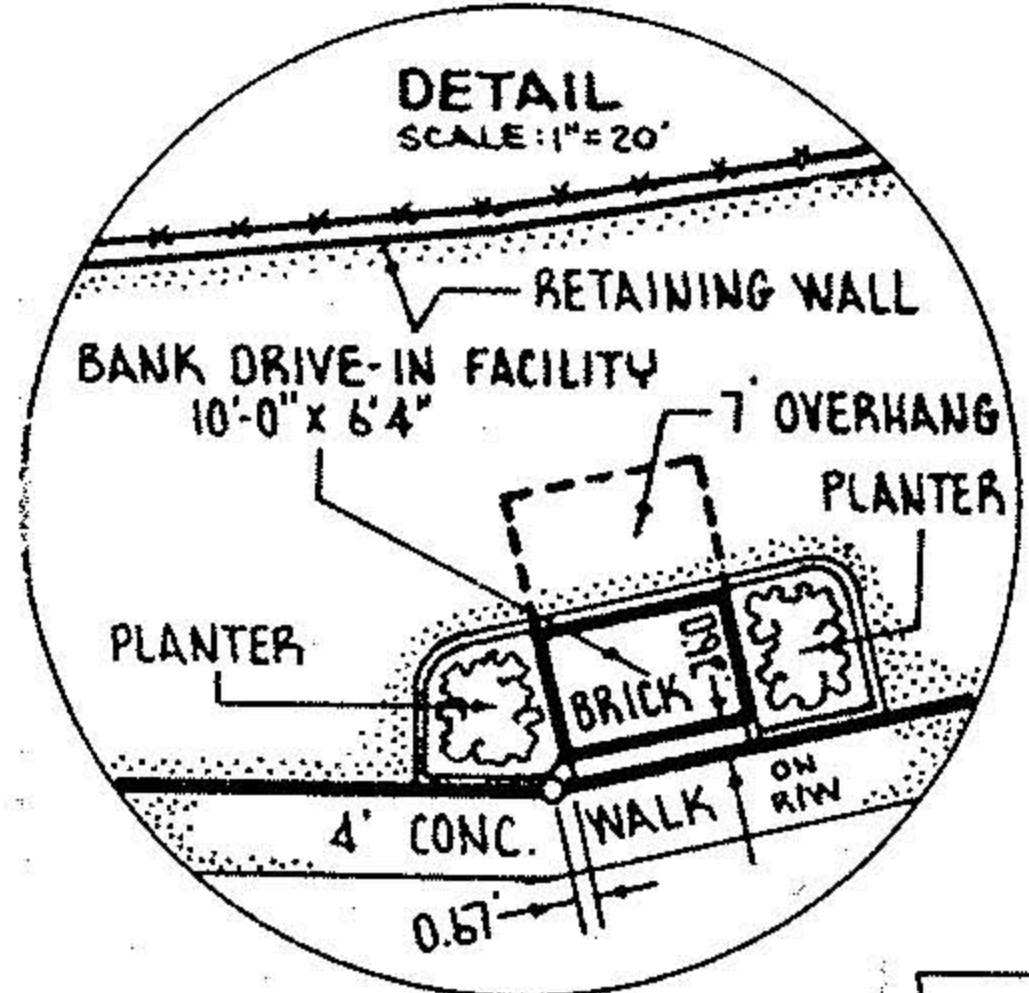 DETAIL
SCALE: 1" = 20'
RETAINING WALL
BANK DRIVE-IN FACILITY
10'-0" x 6'4"
7' OVERHANG
PLANTER
PLANTER
BRICK
ON
R/W
4' CONC. WALK
0.67'